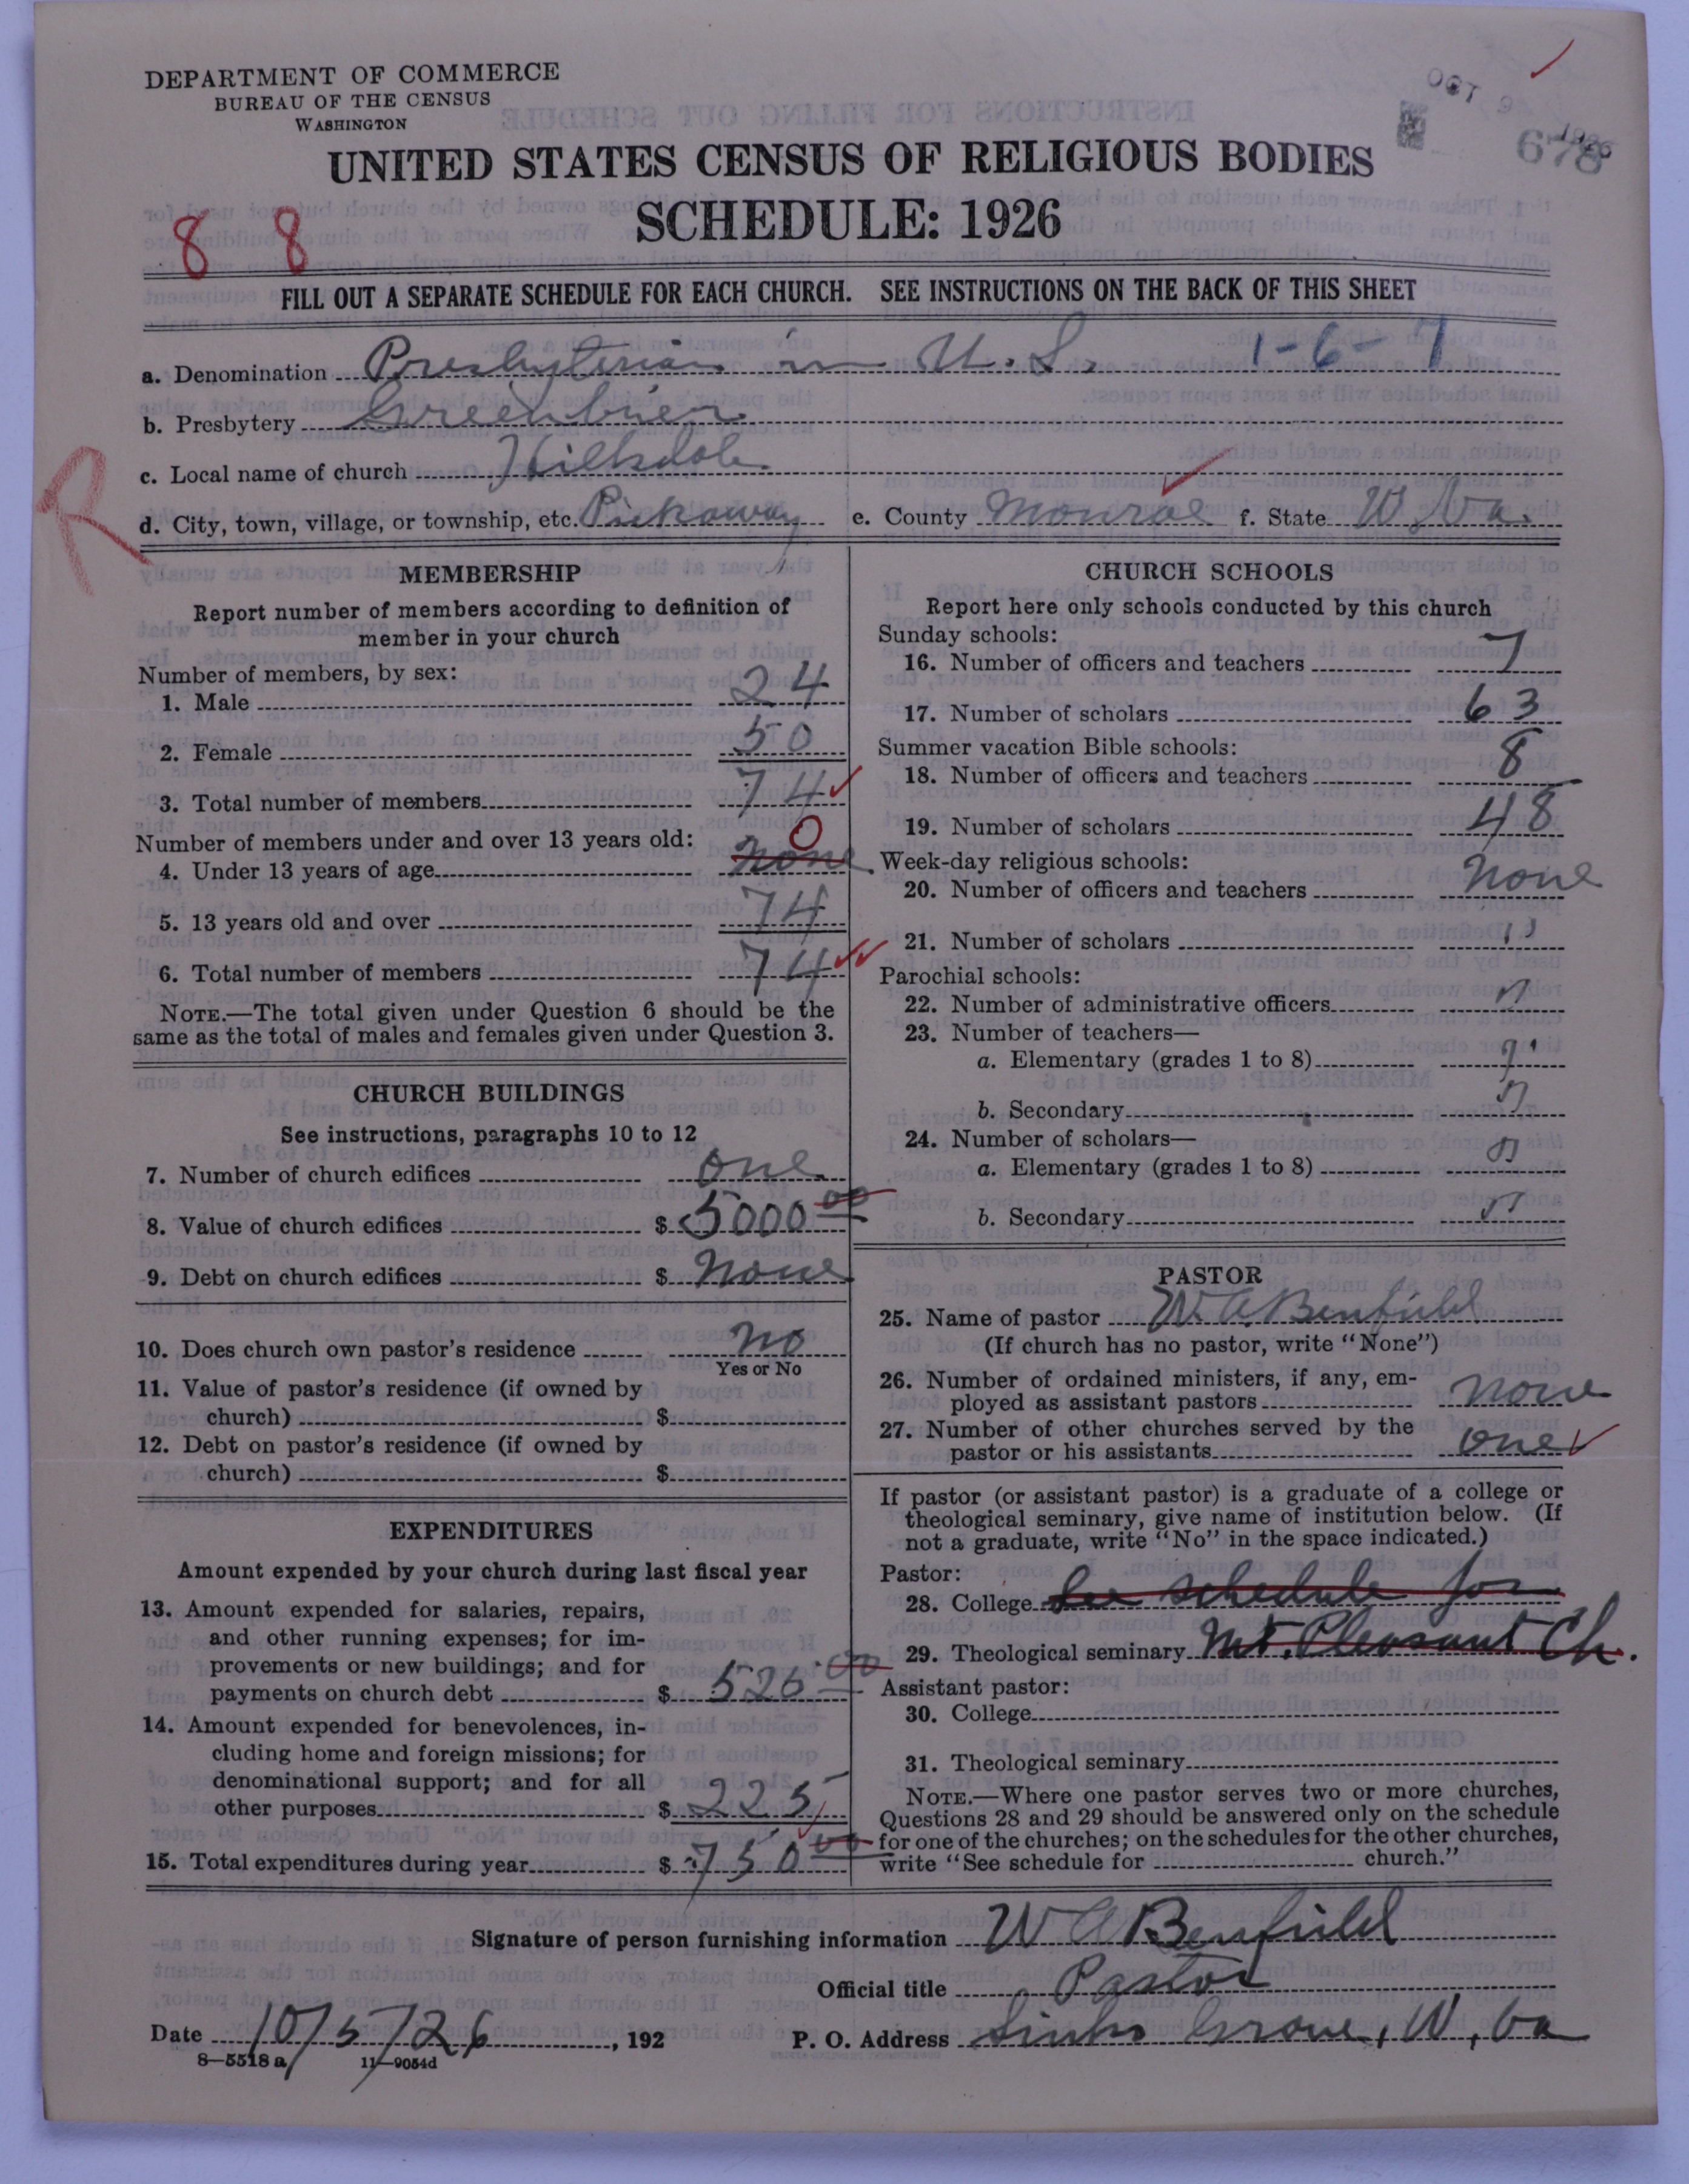 DEPARTMENT OF COMMERCE
BUREAU OF THE CENSUS
WASHINGTON
OCT 9 1926
678
UNITED STATES CENSUS OF RELIGIOUS BODIES
SCHEDULE: 1926
8 8
FILL OUT A SEPARATE SCHEDULE FOR EACH CHURCH. SEE INSTRUCTIONS ON THE BACK OF THIS SHEET
a. Denomination Presbyterian in U.S. 1-6-7
b. Presbytery Greenbrier
c. Local name of church Hillsdale
R
d. City, town, village, or township, etc. Pickaway e. County Monroe f. State W. Va.
MEMBERSHIP
Report number of members according to definition of
member in your church
Number of members, by sex:
1. Male 24
2. Female 50
3. Total number of members 74
Number of members under and over 13 years old: 0
4. Under 13 years of age none
5. 13 years old and over 74
6. Total number of members 74
NOTE.—The total given under Question 6 should be the
same as the total of males and females given under Question 3.
CHURCH BUILDINGS
See instructions, paragraphs 10 to 12
7. Number of church edifices one
8. Value of church edifices $ 5000 00
9. Debt on church edifices $ None
10. Does church own pastor's residence no
Yes or No
11. Value of pastor's residence (if owned by
church) $
12. Debt on pastor's residence (if owned by
church) $
EXPENDITURES
Amount expended by your church during last fiscal year
13. Amount expended for salaries, repairs,
and other running expenses; for im-
provements or new buildings; and for
payments on church debt $ 525 00
14. Amount expended for benevolences, in-
cluding home and foreign missions; for
denominational support; and for all
other purposes $ 225
15. Total expenditures during year $ 750 00
CHURCH SCHOOLS
Report here only schools conducted by this church
Sunday schools:
16. Number of officers and teachers 7
17. Number of scholars 63
Summer vacation Bible schools:
18. Number of officers and teachers 8
19. Number of scholars 48
Week-day religious schools:
20. Number of officers and teachers none
21. Number of scholars "
Parochial schools:
22. Number of administrative officers "
23. Number of teachers—
a. Elementary (grades 1 to 8) "
b. Secondary "
24. Number of scholars—
a. Elementary (grades 1 to 8) "
b. Secondary "
PASTOR
25. Name of pastor W. A. Benfield
(If church has no pastor, write "None")
26. Number of ordained ministers, if any, em-
ployed as assistant pastors none
27. Number of other churches served by the
pastor or his assistants one
If pastor (or assistant pastor) is a graduate of a college or
theological seminary, give name of institution below. (If
not a graduate, write "No" in the space indicated.)
Pastor:
28. College See schedule for
29. Theological seminary Mt. Pleasant Ch.
Assistant pastor:
30. College
31. Theological seminary
NOTE.—Where one pastor serves two or more churches,
Questions 28 and 29 should be answered only on the schedule
for one of the churches; on the schedules for the other churches,
write "See schedule for church."
Signature of person furnishing information W A Benfield
Official title Pastor
Date 10/5/26, 192 P. O. Address Sinks Grove, W. Va
8—5518 a 11—9054d